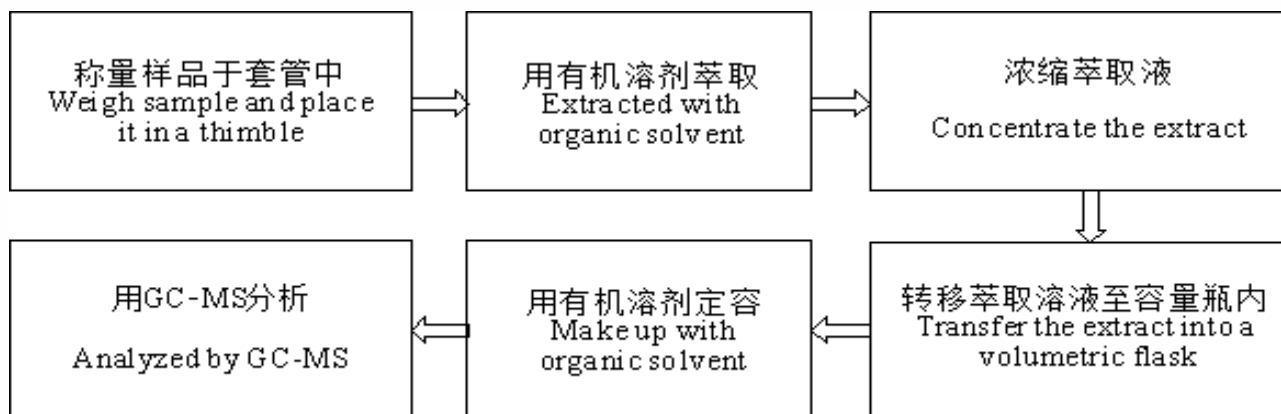 称量样品于套管中
Weigh sample and place
it in a thimble
用有机溶剂萃取
Extracted with
organic solvent
浓缩萃取液
Concentrate the extract
转移萃取溶液至容量瓶内
Transfer the extract into a
volumetric flask
用有机溶剂定容
Make up with
organic solvent
用GC-MS分析
Analyzed by GC-MS